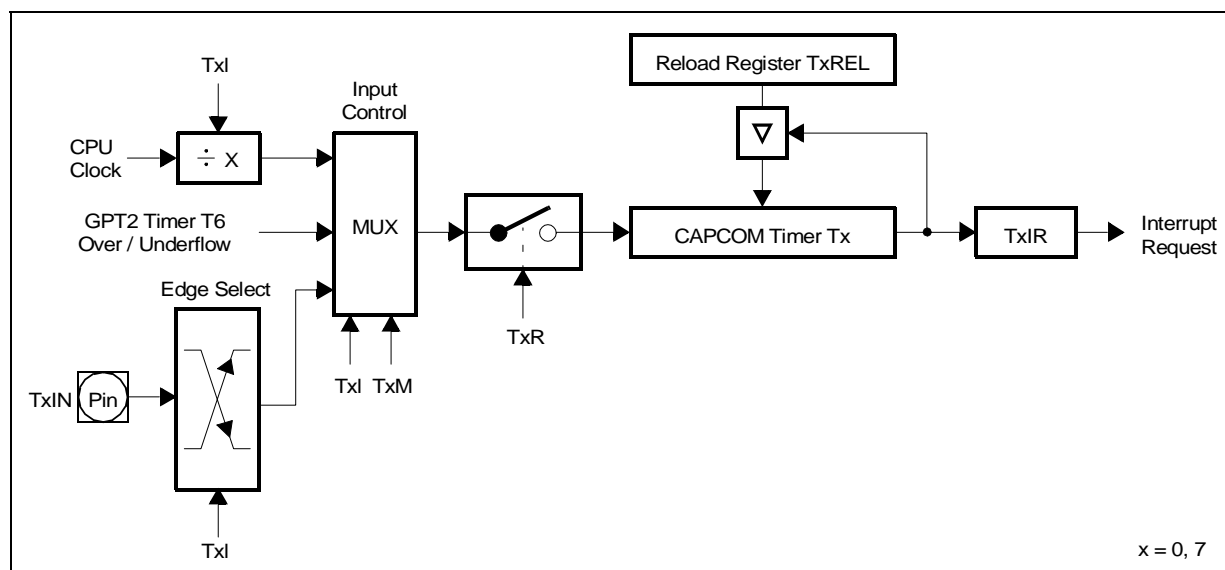 Reload Register TxREL
TxI
Input
Control
CPU
Clock
÷ X
GPT2 Timer T6
Over / Underflow
MUX
CAPCOM Timer Tx
TxIR
Interrupt
Request
Edge Select
TxR
TxI TxM
TxIN Pin
TxI
x = 0, 7